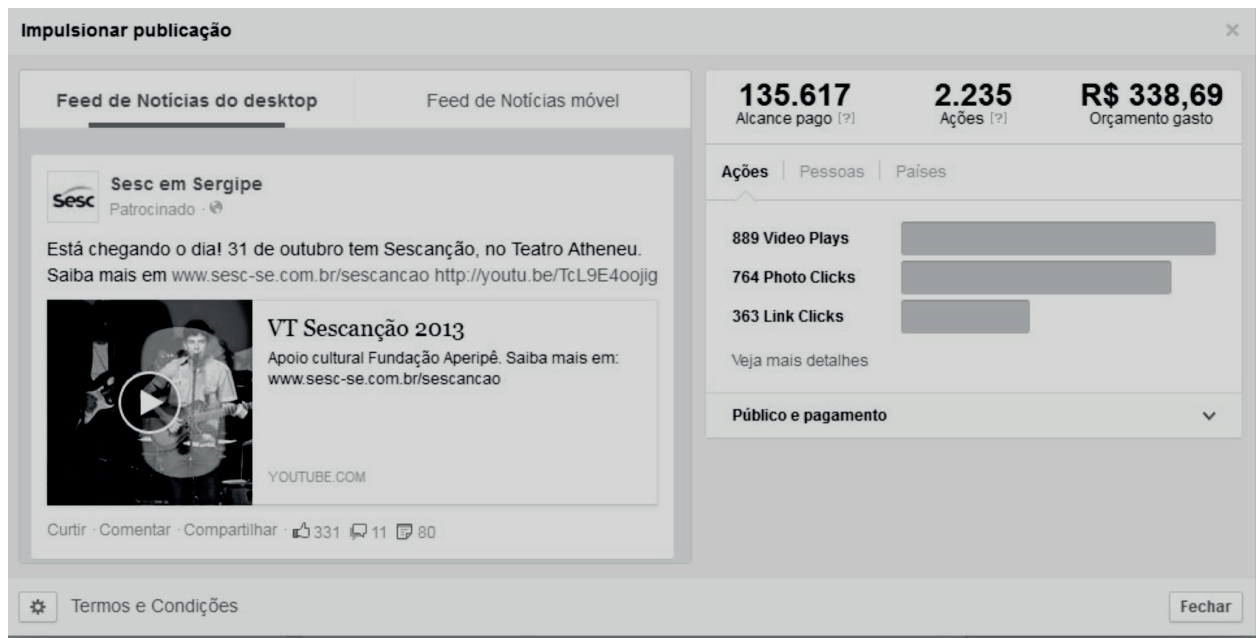 Impulsionar publicação
Feed de Notícias do desktop
Feed de Notícias móvel
Sesc
Sesc em Sergipe
Patrocinado ·
Está chegando o dia! 31 de outubro tem Sescanção, no Teatro Atheneu.
Saiba mais em www.sesc-se.com.br/sescancao http://youtu.be/TcL9E4oojig
VT Sescanção 2013
Apoio cultural Fundação Aperipê. Saiba mais em:
www.sesc-se.com.br/sescancao
YOUTUBE.COM
Curtir · Comentar · Compartilhar · 331 11 80
135.617 2.235 R$ 338,69
Alcance pago [?] Ações [?] Orçamento gasto
Ações Pessoas Países
889 Video Plays
764 Photo Clicks
363 Link Clicks
Veja mais detalhes
Público e pagamento
Termos e Condições
Fechar